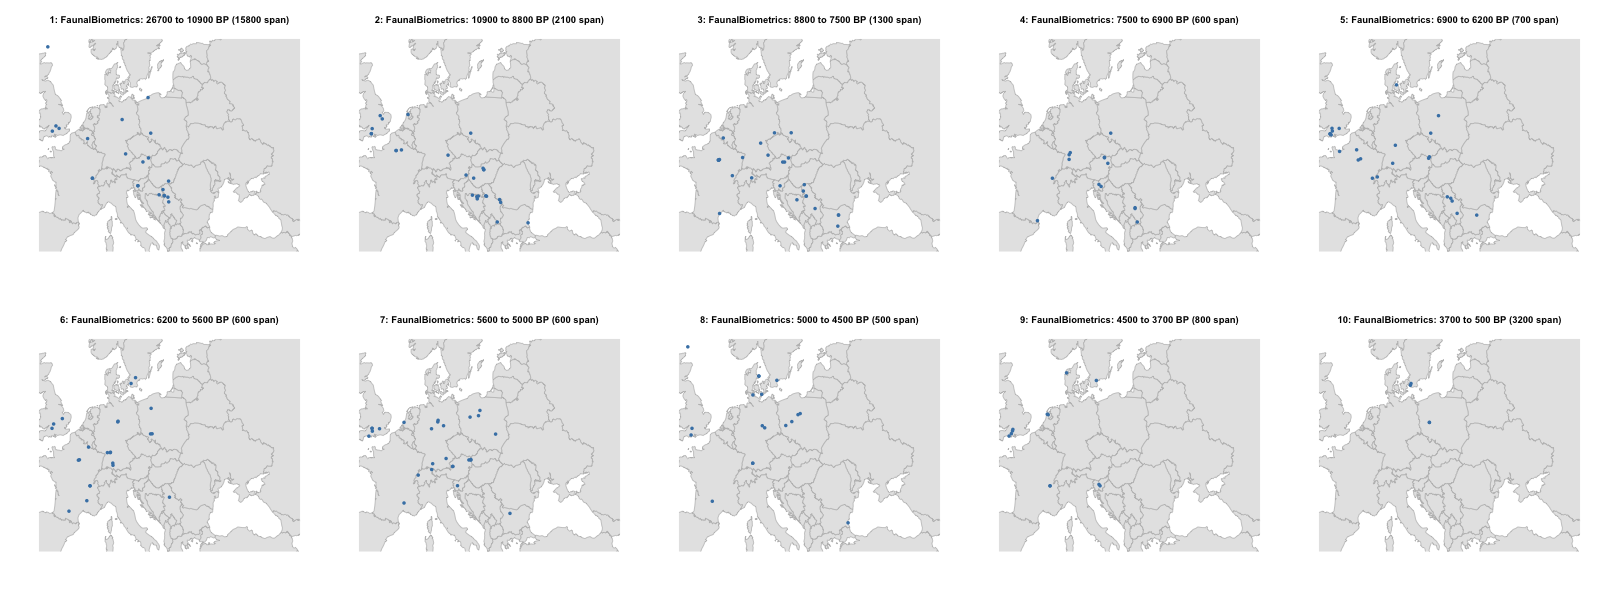 1: FaunalBiometrics: 26700 to 10900 BP (15800 span)
2: FaunalBiometrics: 10900 to 8800 BP (2100 span)
3: FaunalBiometrics: 8800 to 7500 BP (1300 span)
4: FaunalBiometrics: 7500 to 6900 BP (600 span)
5: FaunalBiometrics: 6900 to 6200 BP (700 span)
6: FaunalBiometrics: 6200 to 5600 BP (600 span)
7: FaunalBiometrics: 5600 to 5000 BP (600 span)
8: FaunalBiometrics: 5000 to 4500 BP (500 span)
9: FaunalBiometrics: 4500 to 3700 BP (800 span)
10: FaunalBiometrics: 3700 to 500 BP (3200 span)